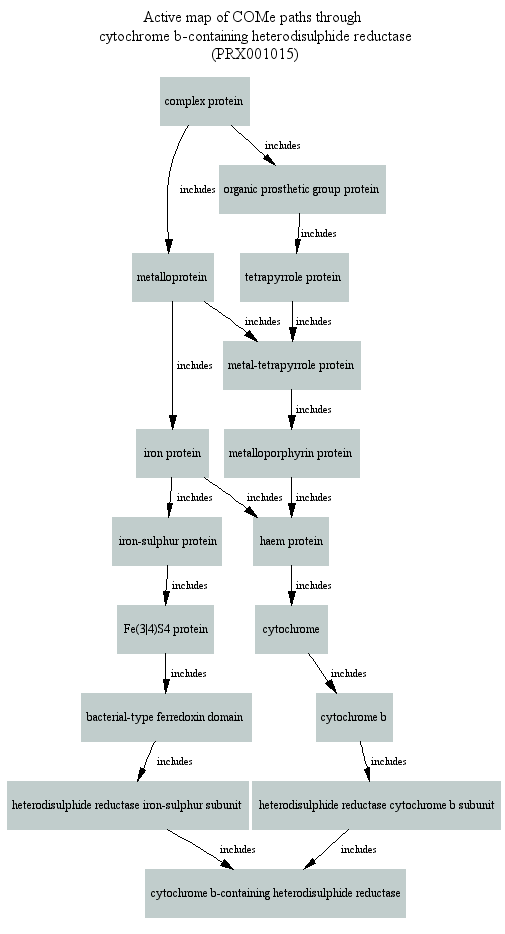 Active map of COMe paths through
cytochrome b-containing heterodisulphide reductase
(PRX001015)
complex protein
includes
includes
organic prosthetic group protein
includes
metalloprotein
tetrapyrrole protein
includes
includes
includes
metal-tetrapyrrole protein
includes
iron protein
metalloporphyrin protein
includes
includes
includes
iron-sulphur protein
haem protein
includes
includes
Fe(3|4)S4 protein
cytochrome
includes
includes
bacterial-type ferredoxin domain
cytochrome b
includes
includes
heterodisulphide reductase iron-sulphur subunit
heterodisulphide reductase cytochrome b subunit
includes
includes
cytochrome b-containing heterodisulphide reductase